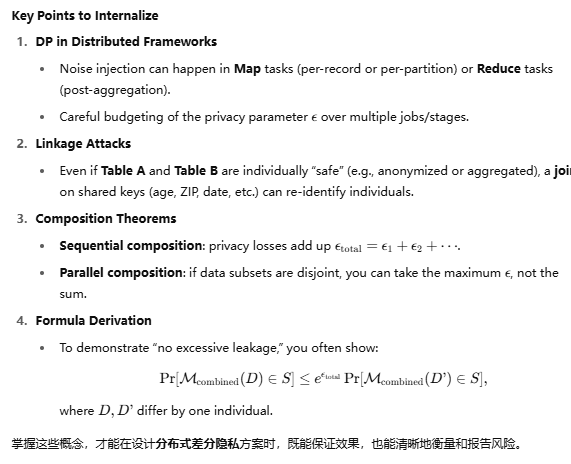 Key Points to Internalize
1. DP in Distributed Frameworks
• Noise injection can happen in Map tasks (per-record or per-partition) or Reduce tasks
(post-aggregation).
• Careful budgeting of the privacy parameter ϵ over multiple jobs/stages.
2. Linkage Attacks
• Even if Table A and Table B are individually “safe” (e.g., anonymized or aggregated), a joi
on shared keys (age, ZIP, date, etc.) can re-identify individuals.
3. Composition Theorems
• Sequential composition: privacy losses add up ϵtotal = ϵ1 + ϵ2 + ⋯.
• Parallel composition: if data subsets are disjoint, you can take the maximum ϵ, not the
sum.
4. Formula Derivation
• To demonstrate “no excessive leakage,” you often show:
Pr[ℳcombined(D) ∈ S] ≤ e^ϵtotal Pr[ℳcombined(D’) ∈ S],
where D, D’ differ by one individual.
掌握这些概念，才能在设计分布式差分隐私方案时，既能保证效果，也能清晰地衡量和报告风险。